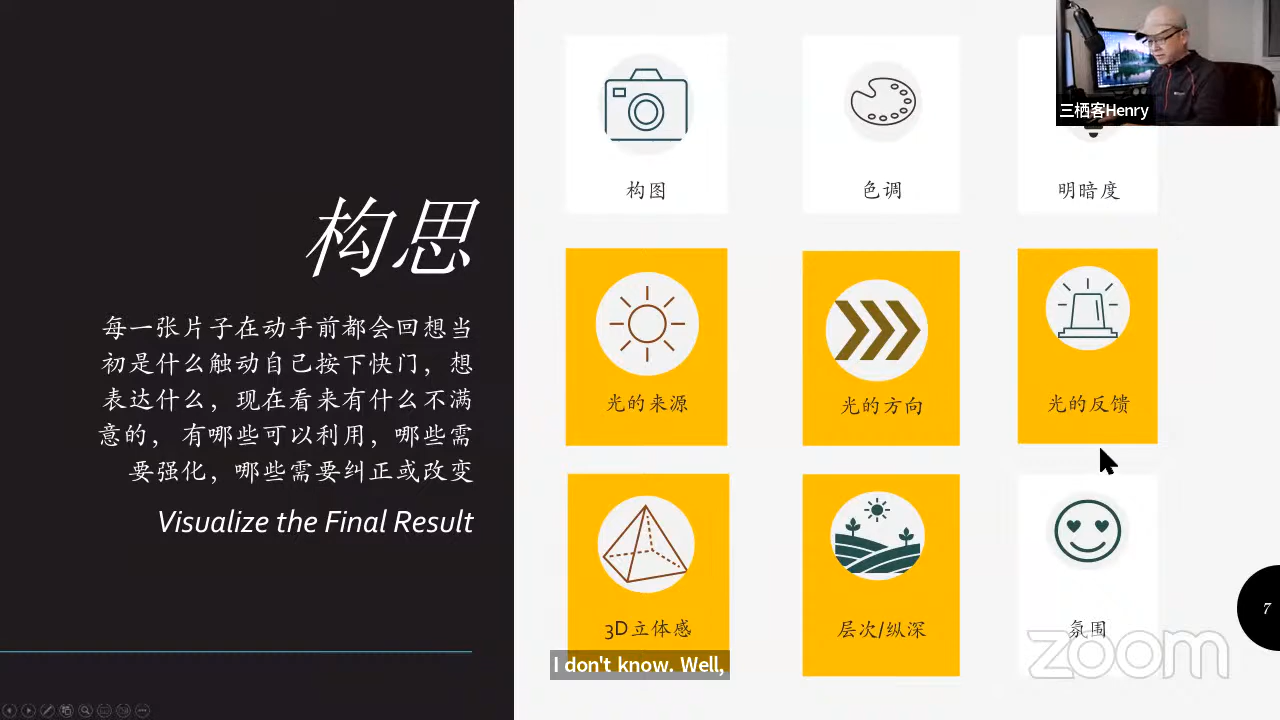 构思
每一张片子在动手前都会回想当
初是什么触动自己按下快门，想
表达什么，现在看来有什么不满
意的， 有哪些可以利用，哪些需
要强化，哪些需要纠正或改变
Visualize the Final Result
构图
色调
明暗度
光的来源
光的方向
光的反馈
3D立体感
层次/纵深
氛围
三栖客Henry
I don't know. Well,
7
zoom